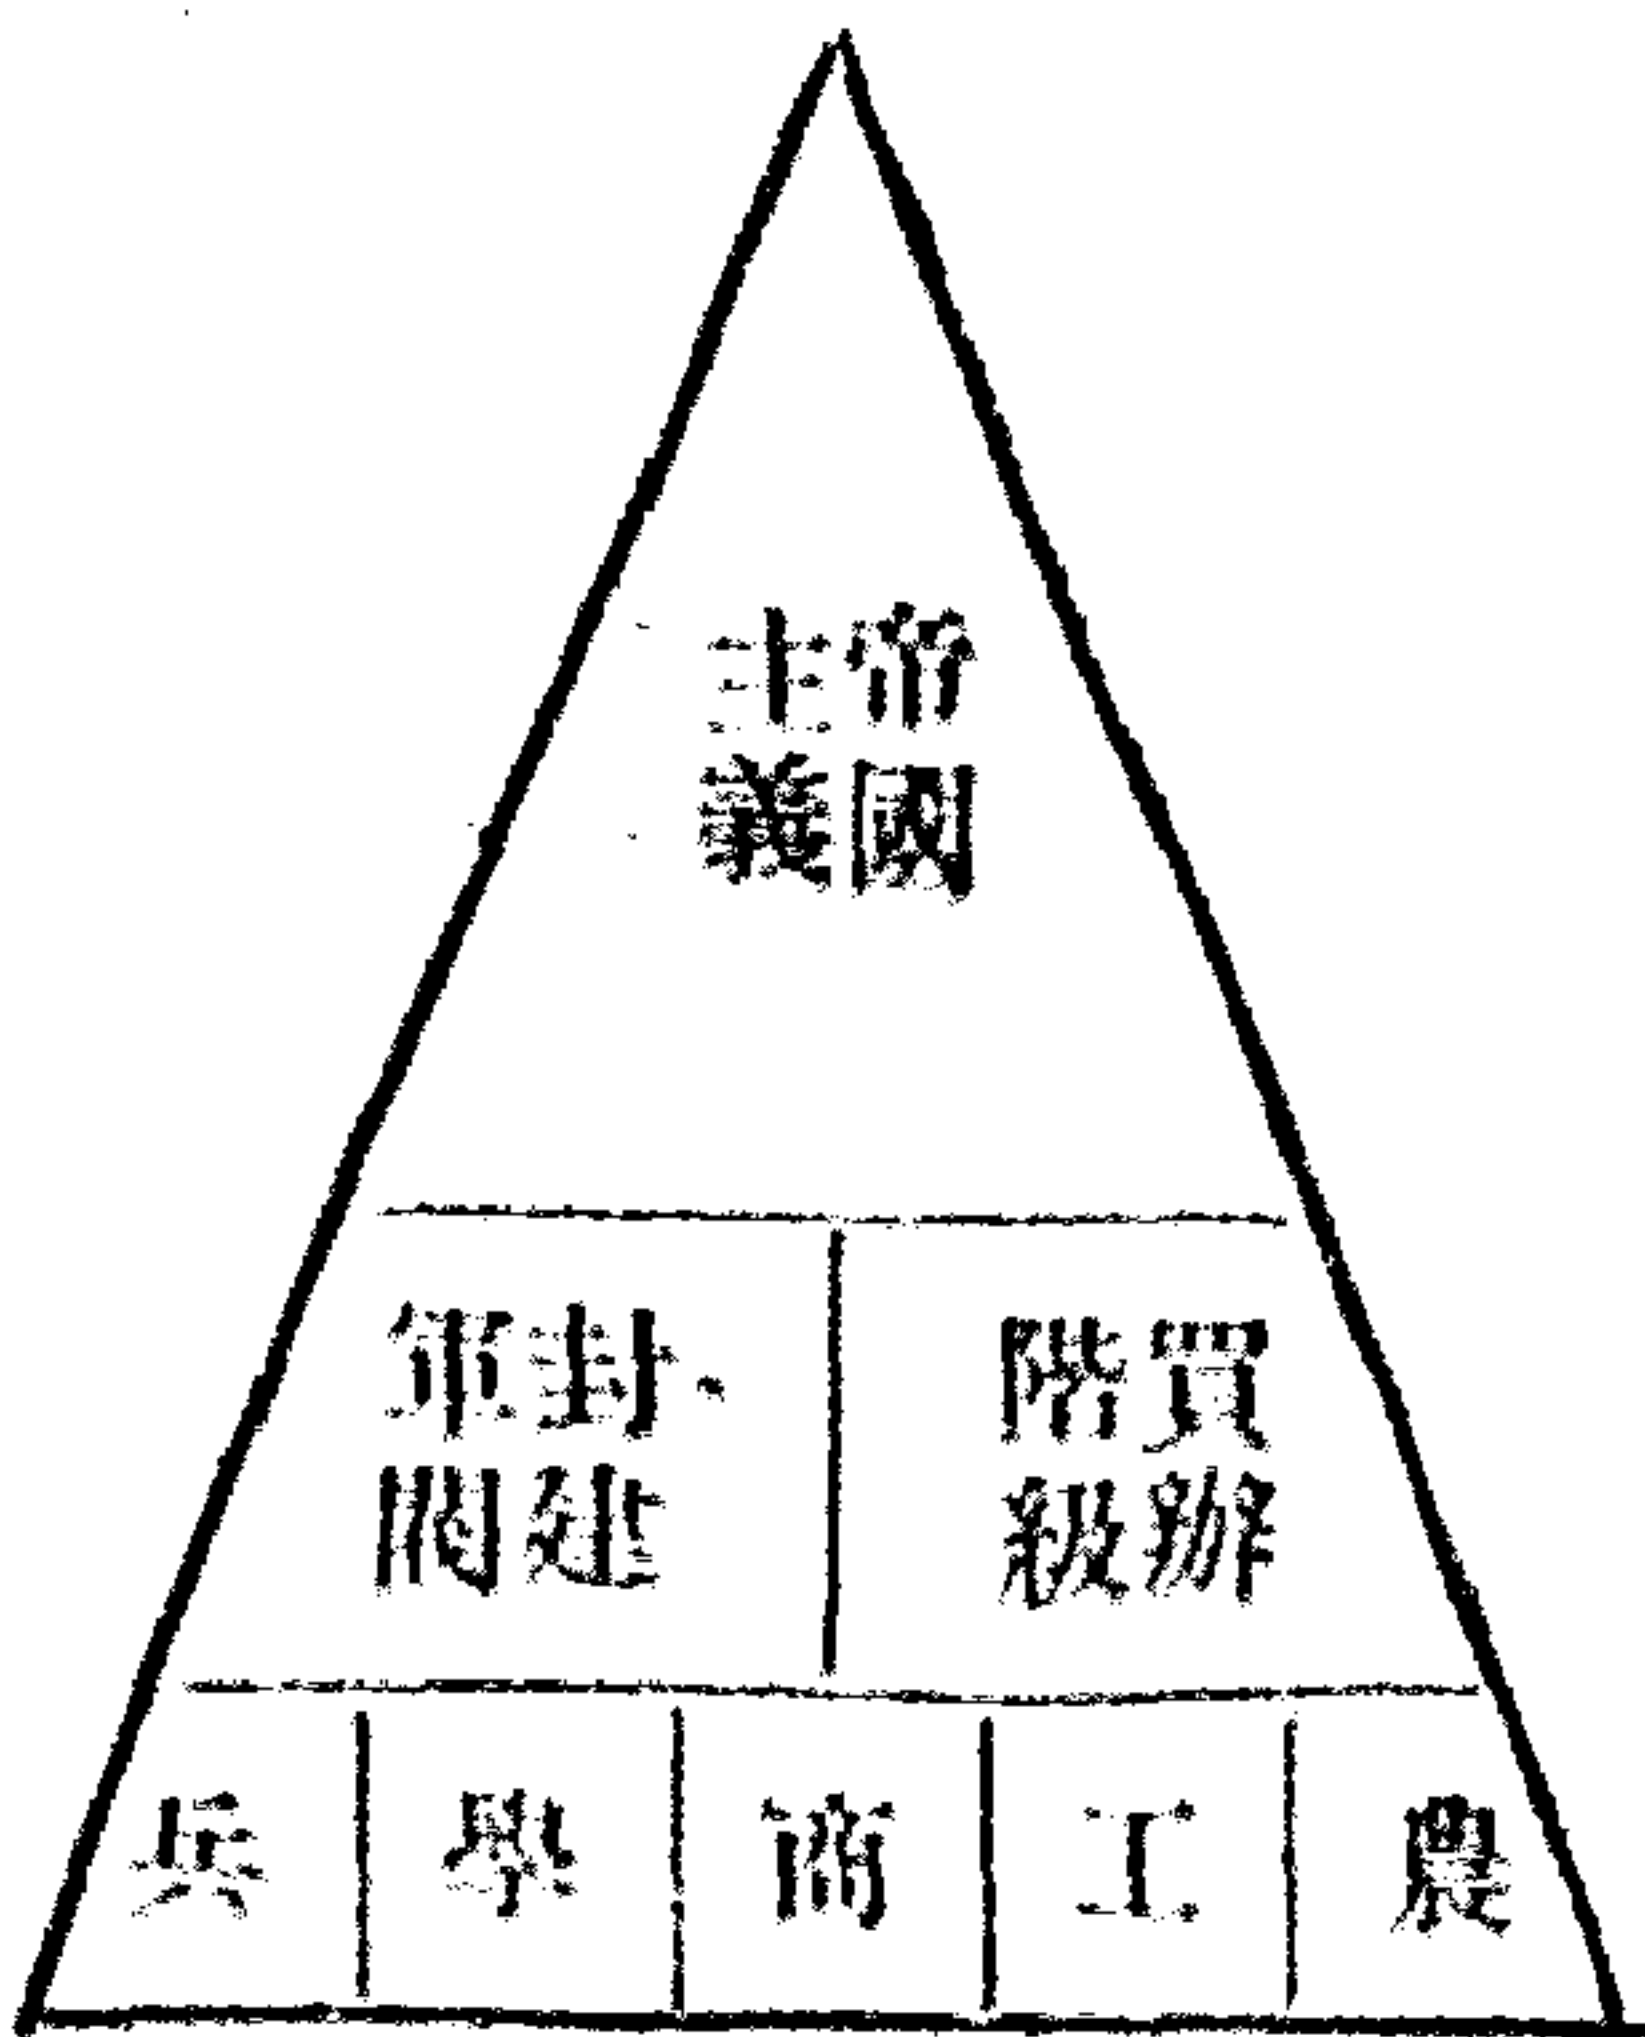 帝國
主義
買辦
階級
封建
軍閥
農
工
商
學
兵